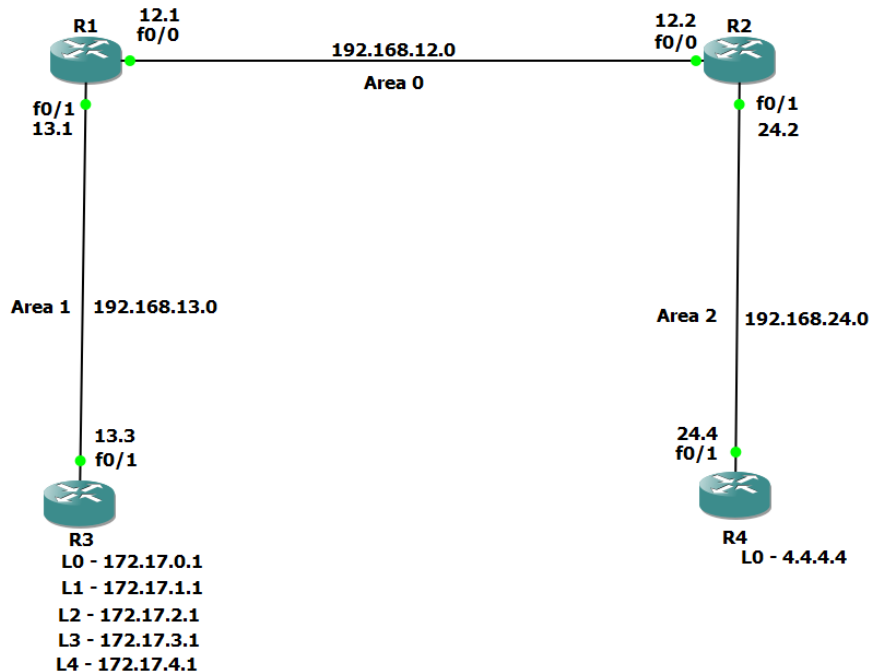 12.1
R1
f0/0
192.168.12.0
Area 0
12.2
R2
f0/0
f0/1
13.1
f0/1
24.2
Area 1
192.168.13.0
Area 2
192.168.24.0
13.3
f0/1
R3
L0 - 172.17.0.1
L1 - 172.17.1.1
L2 - 172.17.2.1
L3 - 172.17.3.1
L4 - 172.17.4.1
24.4
f0/1
R4
L0 - 4.4.4.4